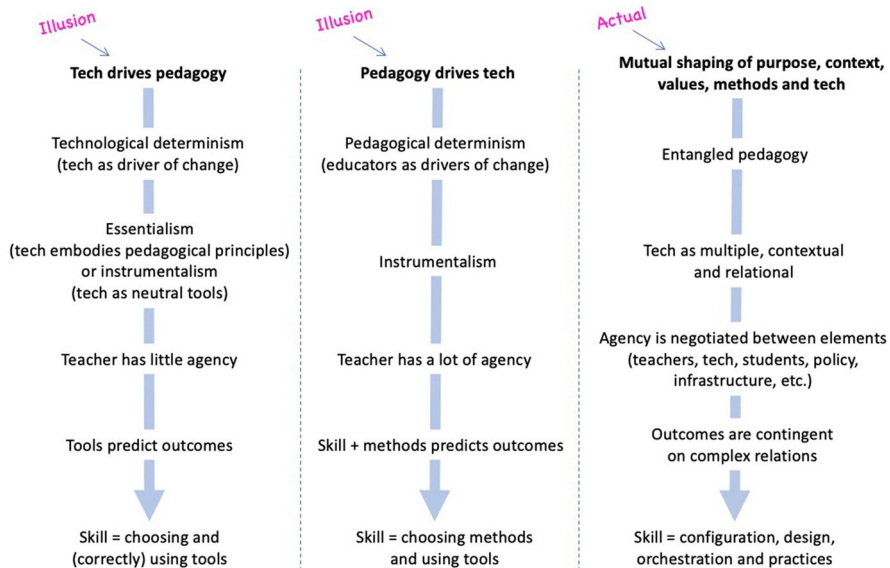 Illusion
Tech drives pedagogy
Technological determinism
(tech as driver of change)
Essentialism
(tech embodies pedagogical principles)
or instrumentalism
(tech as neutral tools)
Teacher has little agency
Tools predict outcomes
Skill = choosing and
(correctly) using tools
Illusion
Pedagogy drives tech
Pedagogical determinism
(educators as drivers of change)
Instrumentalism
Teacher has a lot of agency
Skill + methods predicts outcomes
Skill = choosing methods
and using tools
Actual
Mutual shaping of purpose, context,
values, methods and tech
Entangled pedagogy
Tech as multiple, contextual
and relational
Agency is negotiated between elements
(teachers, tech, students, policy,
infrastructure, etc.)
Outcomes are contingent
on complex relations
Skill = configuration, design,
orchestration and practices